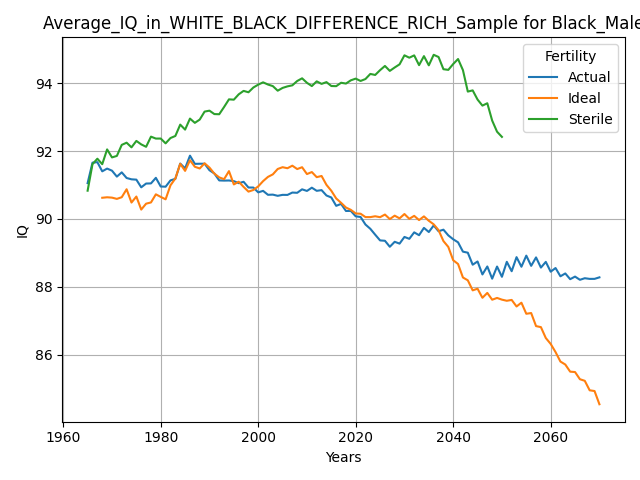 Average_IQ_in_WHITE_BLACK_DIFFERENCE_RICH_Sample for Black_Male
Fertility
Actual
Ideal
Sterile
IQ
94
92
90
88
86
1960 1980 2000 2020 2040 2060
Years